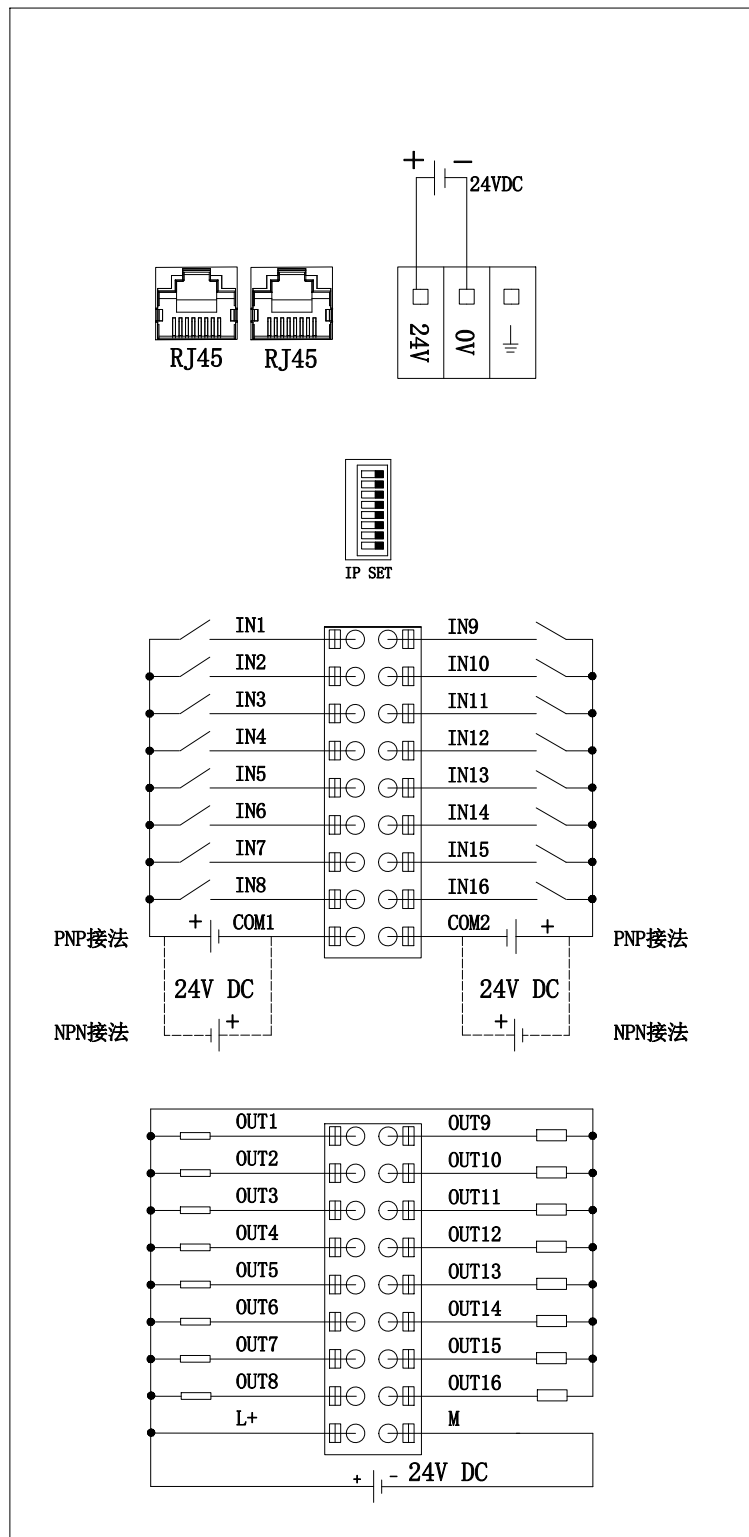 + −
24VDC
24V 0V
RJ45 RJ45
IP SET
IN1 IN9
IN2 IN10
IN3 IN11
IN4 IN12
IN5 IN13
IN6 IN14
IN7 IN15
IN8 IN16
PNP接法 + COM1 COM2 + PNP接法
24V DC 24V DC
NPN接法 + + NPN接法
OUT1 OUT9
OUT2 OUT10
OUT3 OUT11
OUT4 OUT12
OUT5 OUT13
OUT6 OUT14
OUT7 OUT15
OUT8 OUT16
L+ M
+ - 24V DC